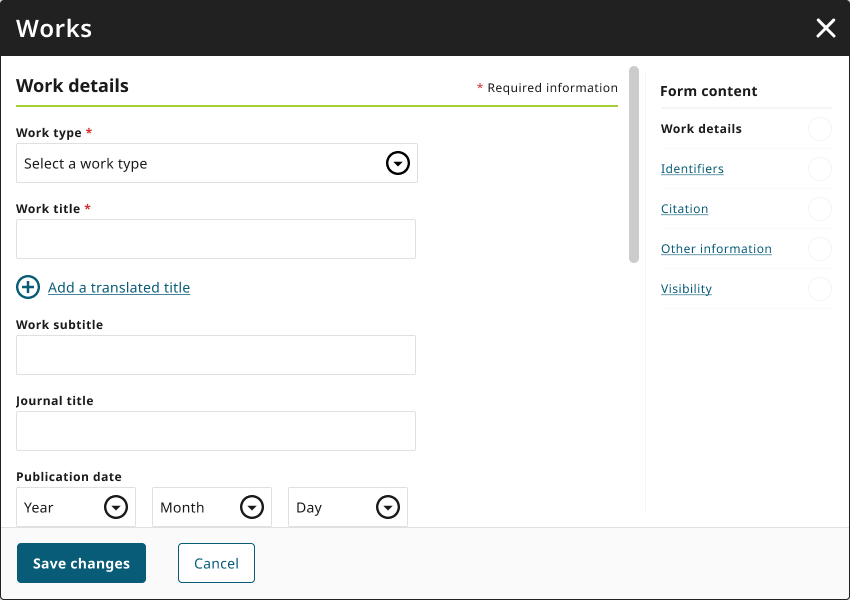 Works
Work details
* Required information
Work type *
Select a work type
Work title *
Add a translated title
Work subtitle
Journal title
Publication date
Year
Month
Day
Form content
Work details
Identifiers
Citation
Other information
Visibility
Save changes
Cancel